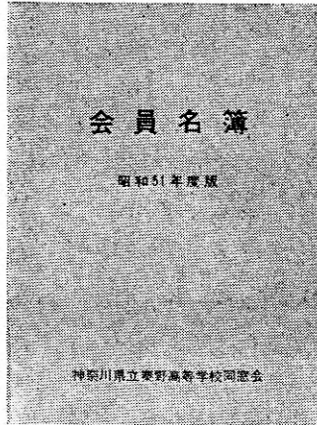 会員名簿
昭和51年度版
神奈川県立秦野高等学校同窓会